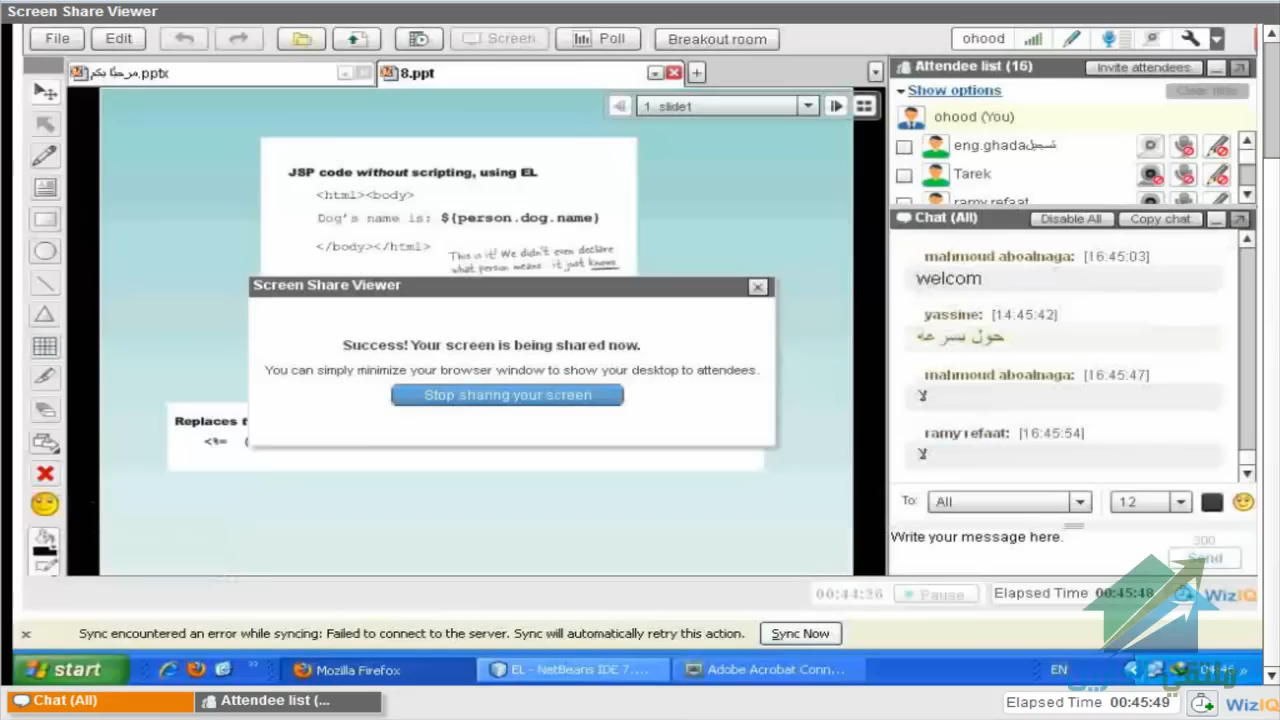 Screen Share Viewer
File Edit Screen Poll Breakout room ohood
مرحبًا بكم.pptx 8.ppt
Attendee list (16) Invite attendees
Show options Clear
1 slide1
ohood (You)
eng.ghadaتسجيل
Tarek
ramy refaat
JSP code without scripting, using EL
<html><body>
Dog's name is: ${person.dog.name)
</body></html>
This is it! We didn't even declare
what person means it just knows
Chat (All) Disable All Copy chat
mahmoud aboalnaga: [16:45:03]
welcom
yassine: [14:45:42]
حول بسرعه
mahmoud aboalnaga: [16:45:47]
لا
ramy refaat: [16:45:54]
لا
Screen Share Viewer
Success! Your screen is being shared now.
You can simply minimize your browser window to show your desktop to attendees.
Stop sharing your screen
Replaces
<%= (
To: All 12
Write your message here.
300
Send
00:44:36 Pause Elapsed Time 00:45:48 WizIQ
Sync encountered an error while syncing: Failed to connect to the server. Sync will automatically retry this action. Sync Now
start Mozilla Firefox EL - NetBeans IDE 7.... Adobe Acrobat Conn... EN 04:46 م
Chat (All) Attendee list (... Elapsed Time 00:45:49 WizIQ